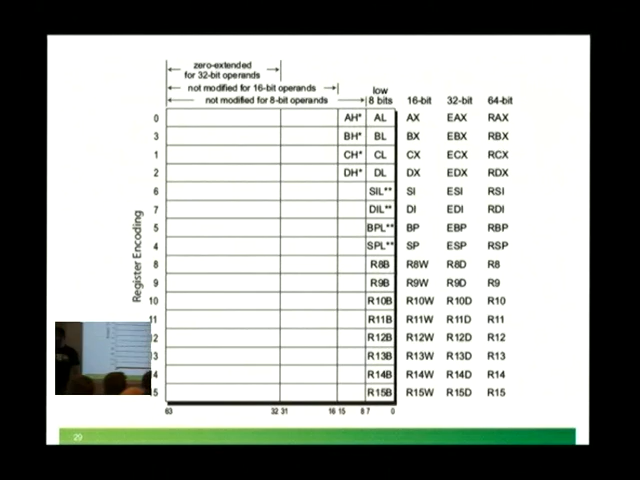 zero-extended
for 32-bit operands
not modified for 16-bit operands
not modified for 8-bit operands
low
8 bits 16-bit 32-bit 64-bit
Register Encoding
0 AH* AL AX EAX RAX
3 BH* BL BX EBX RBX
1 CH* CL CX ECX RCX
2 DH* DL DX EDX RDX
6 SIL** SI ESI RSI
7 DIL** DI EDI RDI
5 BPL** BP EBP RBP
4 SPL** SP ESP RSP
8 R8B R8W R8D R8
9 R9B R9W R9D R9
10 R10B R10W R10D R10
11 R11B R11W R11D R11
2 R12B R12W R12D R12
3 R13B R13W R13D R13
4 R14B R14W R14D R14
5 R15B R15W R15D R15
63 32 31 16 15 8 7 0
29